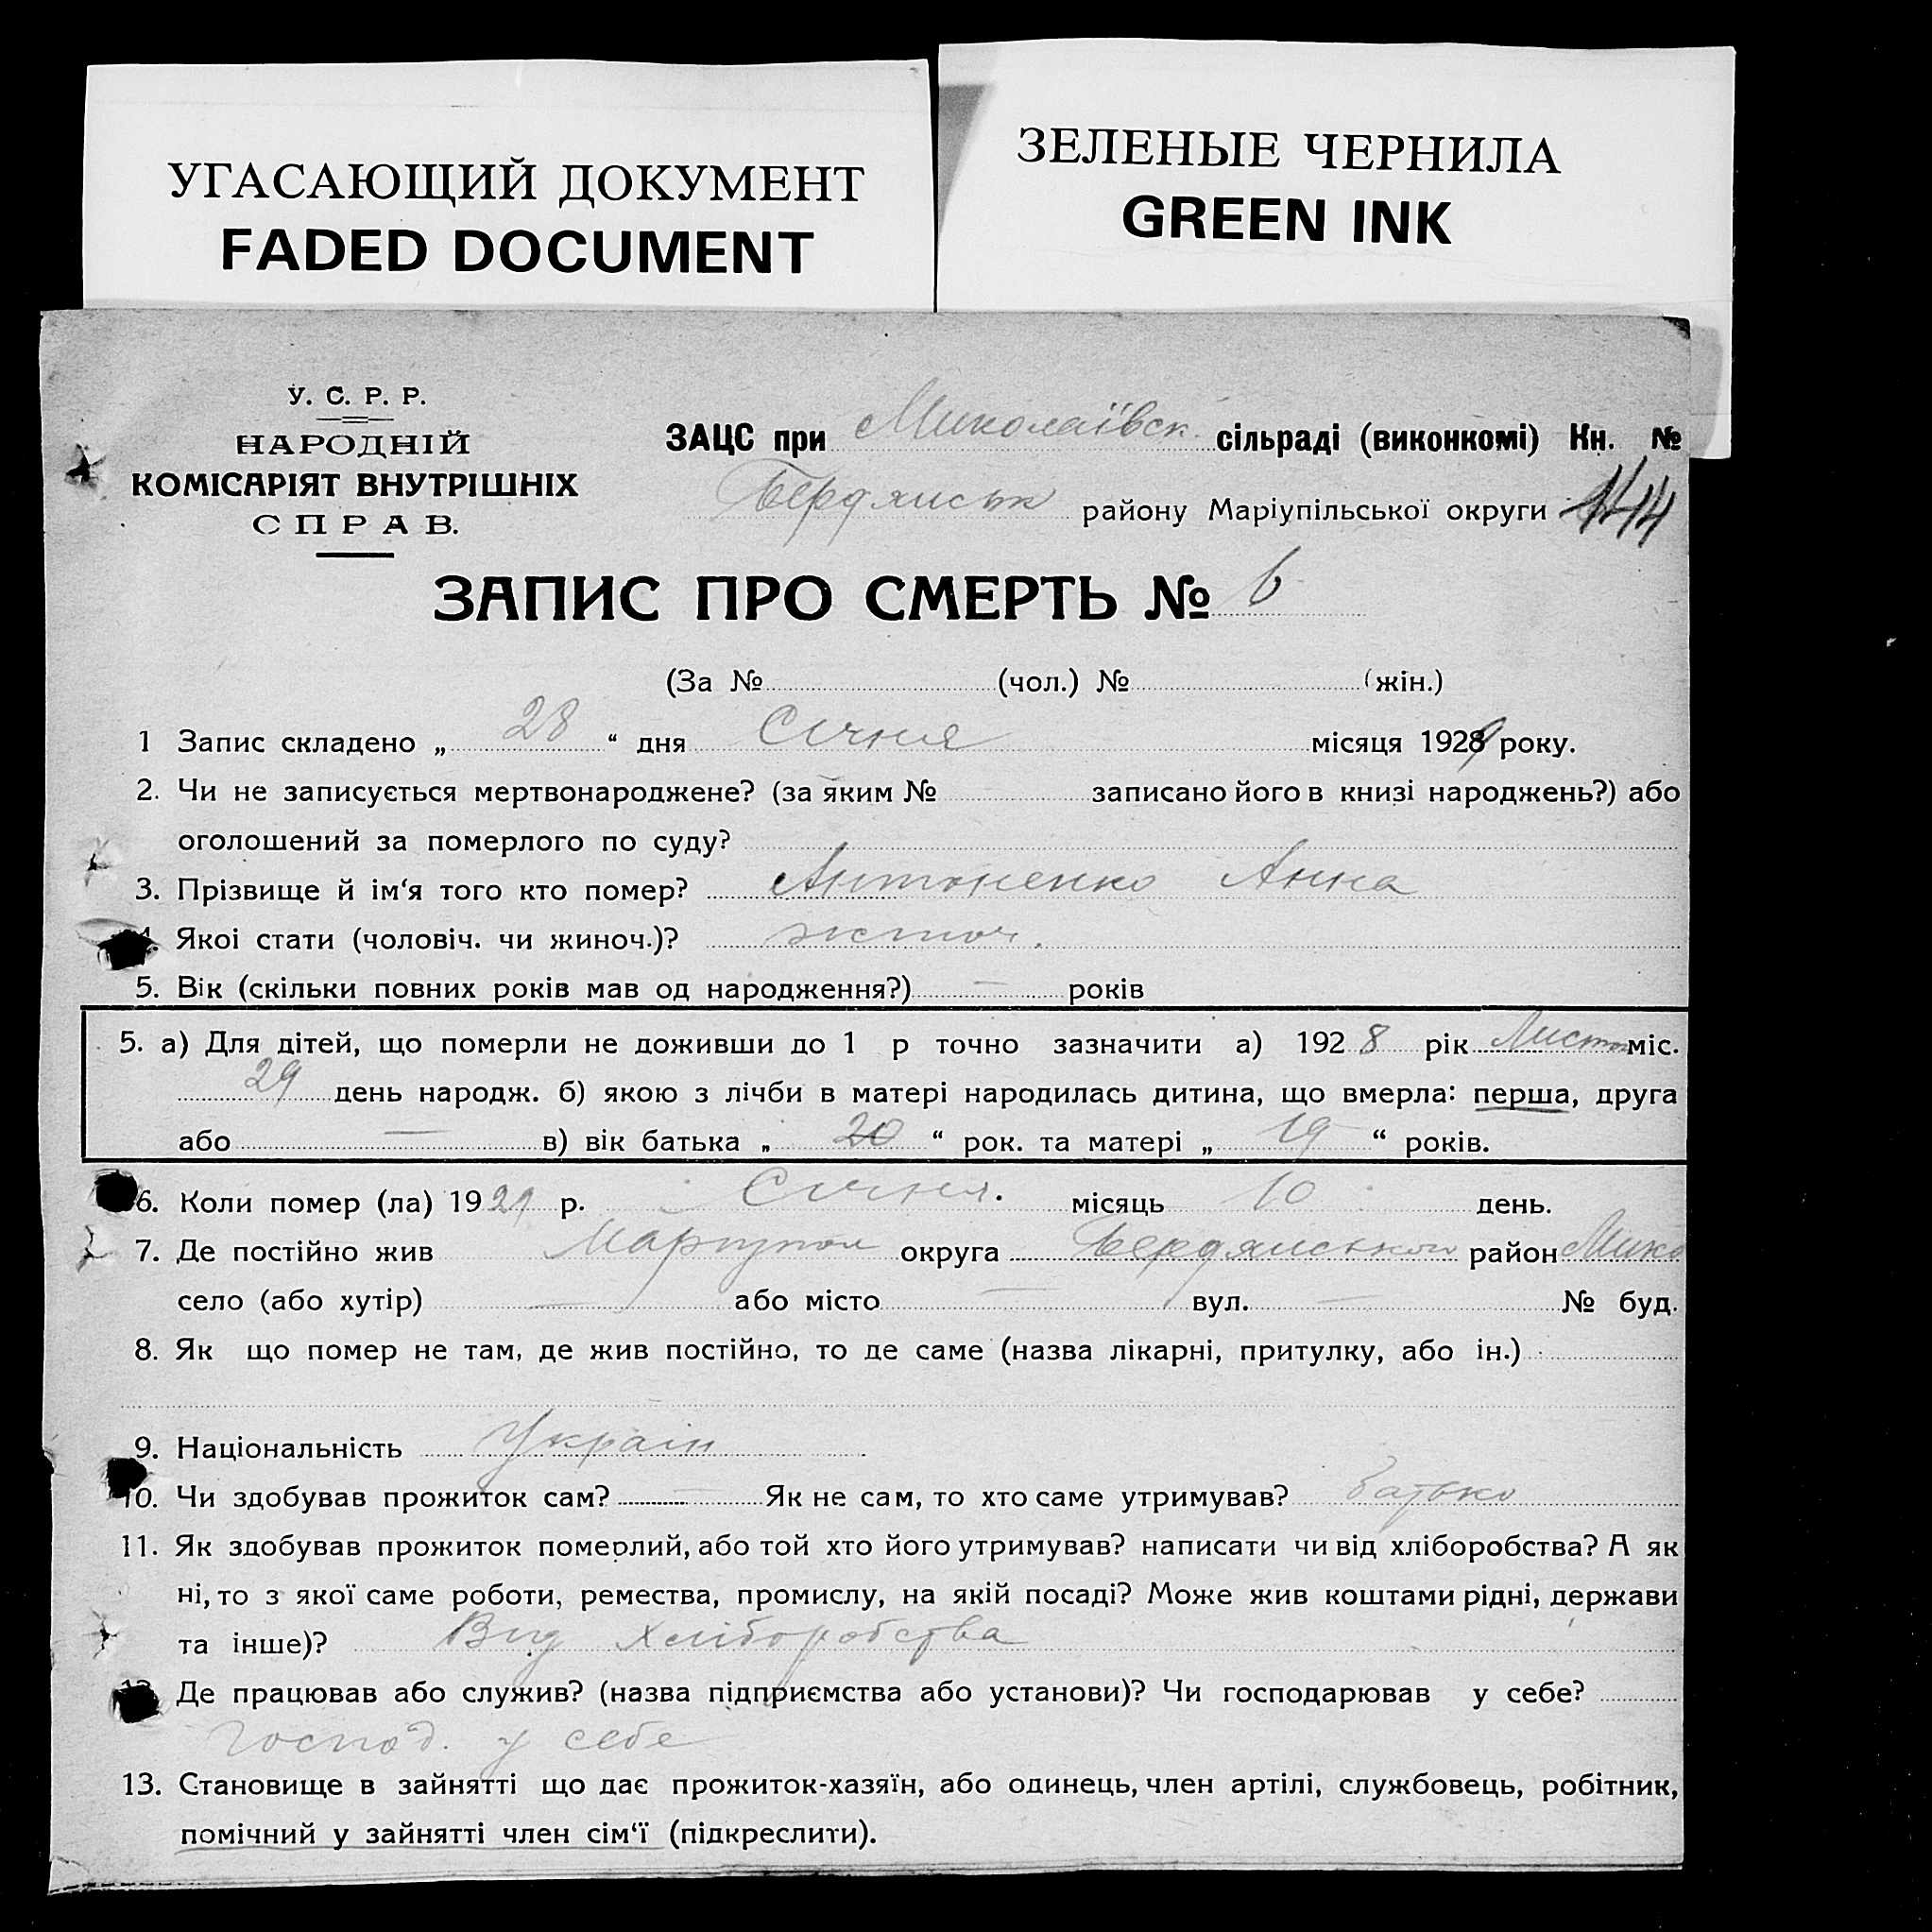 УГАСАЮЩИЙ ДОКУМЕНТ
FADED DOCUMENT
ЗЕЛЕНЫЕ ЧЕРНИЛА
GREEN INK
У. С. Р. Р.
НАРОДНІЙ
КОМІСАРІЯТ ВНУТРІШНІХ
СПРАВ.
ЗАЦС при Миколаївськ. сільраді (виконкомі) Кн. №
Бердянськ району Маріупільської округи 144
ЗАПИС ПРО СМЕРТЬ № 6
(За № (чол.) № (жін.)
1 Запис складено „ 28 “ дня Січня місяця 1929 року.
2. Чи не записується мертвонароджене? (за яким № записано його в книзі народжень?) або
оголошений за померлого по суду?
3. Прізвище й ім‘я того кто помер? Антоненко Анна
4. Якоі стати (чоловіч. чи жиноч.)? жіноч.
5. Вік (скільки повних років мав од народження?) — років
5. а) Для дітей, що померли не доживши до 1 р точно зазначити а) 1928 рік Листоп міс.
29 день народж. б) якою з лічби в матері народилась дитина, що вмерла: перша, друга
або — в) вік батька „ 20 “ рок. та матері „ 19 “ років.
6. Коли помер (ла) 1929 р. Січня. місяць 10 день.
7. Де постійно жив Маріупол округа Бердянського район Мико
село (або хутір) — або місто — вул. — № буд.
8. Як що помер не там, де жив постійно, то де саме (назва лікарні, притулку, або ін.)
9. Національність Україн
10. Чи здобував прожиток сам? — Як не сам, то хто саме утримував? батько
11. Як здобував прожиток померлий, або той хто його утримував? написати чи від хліборобства? А як
ні, то з якої саме роботи, ремества, промислу, на якій посаді? Може жив коштами рідні, держави
та інше)? Від хліборобства
12. Де працював або служив? (назва підприємства або установи)? Чи господарював у себе?
Господ. у себе
13. Становище в зайнятті що дає прожиток-хазяїн, або одинець, член артілі, службовець, робітник,
помічний у зайнятті член сім‘ї (підкреслити).